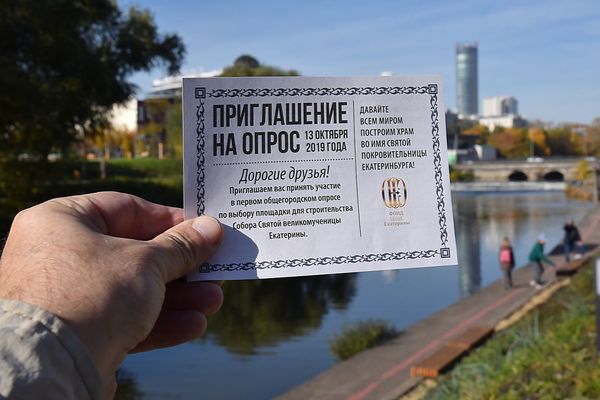 ПРИГЛАШЕНИЕ
НА ОПРОС 13 ОКТЯБРЯ
2019 ГОДА
Дорогие друзья!
Приглашаем вас принять участие
в первом общегородском опросе
по выбору площадки для строительства
Собора Святой великомученицы
Екатерины.
ДАВАЙТЕ
ВСЕМ МИРОМ
ПОСТРОИМ ХРАМ
ВО ИМЯ СВЯТОЙ
ПОКРОВИТЕЛЬНИЦЫ
ЕКАТЕРИНБУРГА!
ФОНД
Екатерины